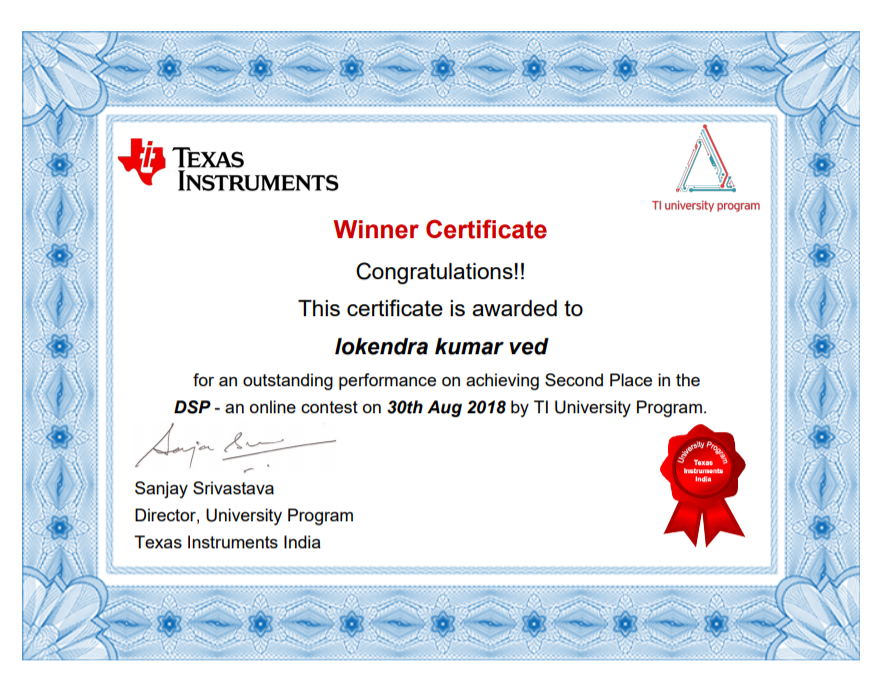 TEXAS
INSTRUMENTS
TI university program
Winner Certificate
Congratulations!!
This certificate is awarded to
lokendra kumar ved
for an outstanding performance on achieving Second Place in the
DSP - an online contest on 30th Aug 2018 by TI University Program.
Sanjay Srivastava
Director, University Program
Texas Instruments India
University Program
Texas
Instruments
India